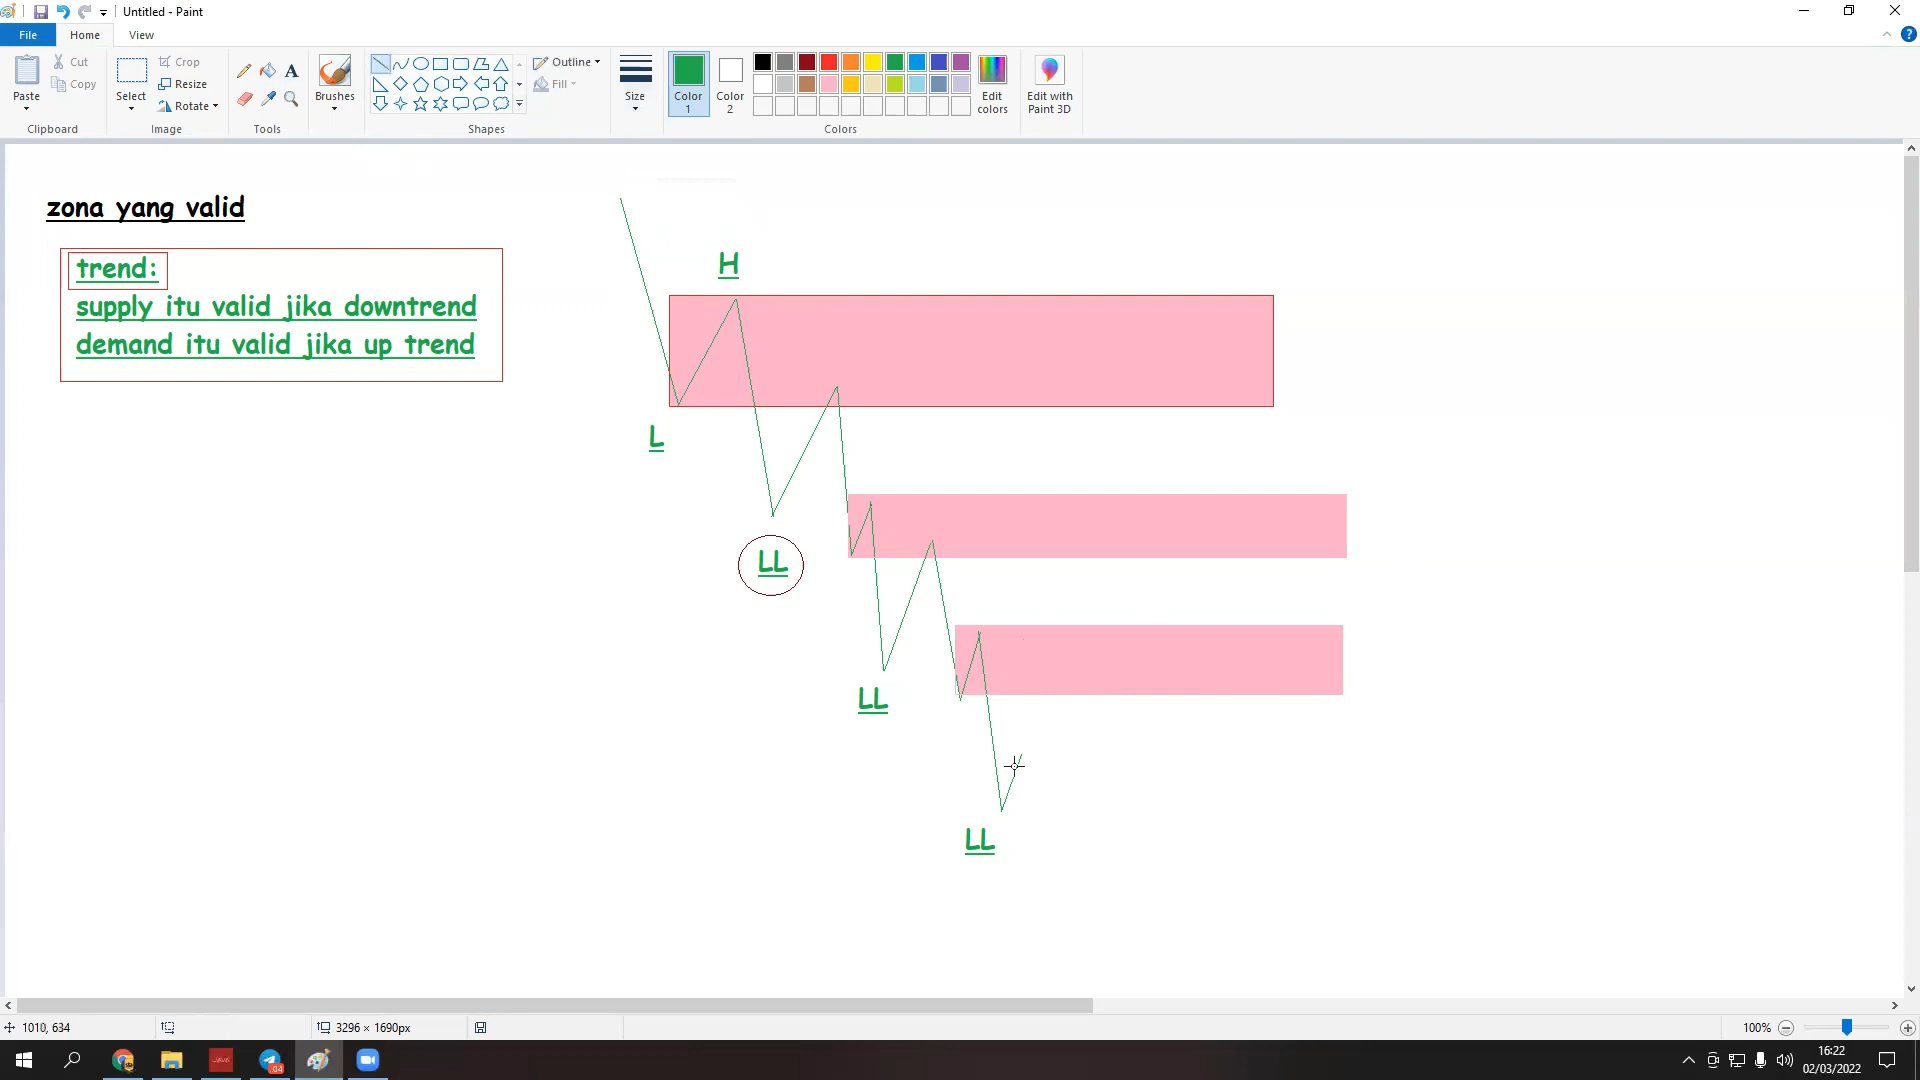 Untitled - Paint
File
Home
View
Paste
Cut
Copy
Clipboard
Select
Crop
Resize
Rotate
Image
A
Tools
Brushes
Outline
Fill
Shapes
Size
Color 1
Color 2
Edit colors
Edit with Paint 3D
Colors
zona yang valid
trend:
supply itu valid jika downtrend
demand itu valid jika up trend
H
L
LL
LL
LL
1010, 634
3296 × 1690px
100%
.04
16:22
02/03/2022